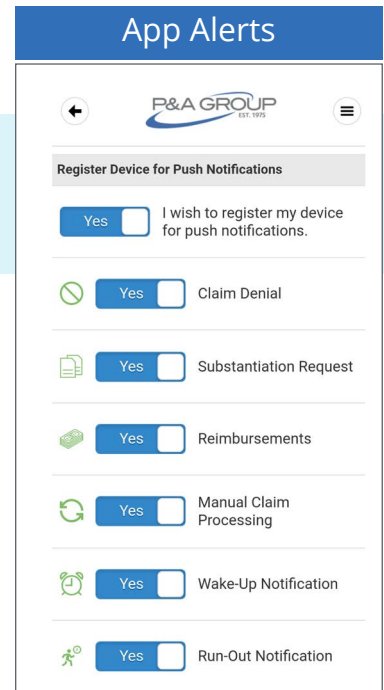 App Alerts
P&A GROUP
EST. 1975
Register Device for Push Notifications
Yes
I wish to register my device
for push notifications.
Yes
Claim Denial
Yes
Substantiation Request
Yes
Reimbursements
Yes
Manual Claim
Processing
Yes
Wake-Up Notification
Yes
Run-Out Notification